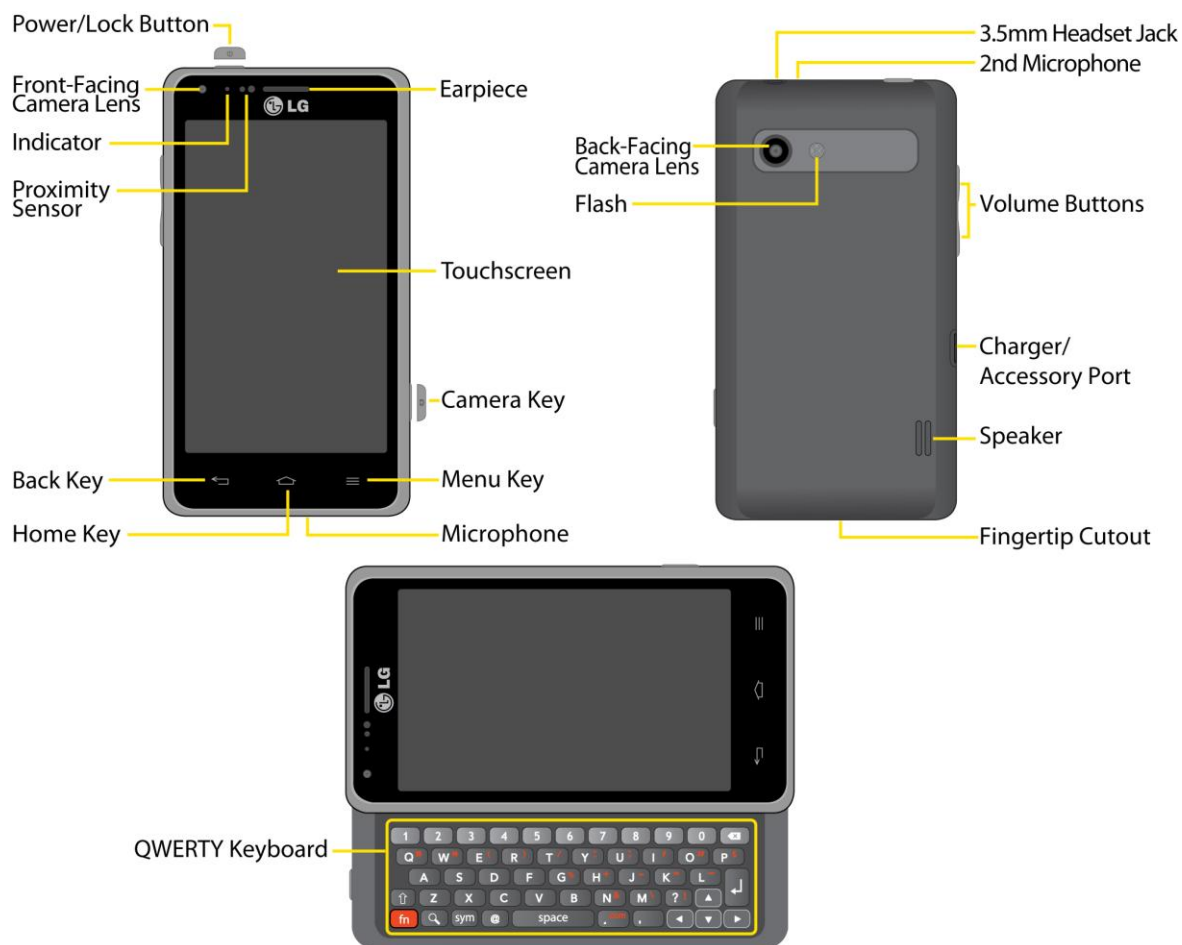 Power/Lock Button
Front-Facing
Camera Lens
Indicator
Proximity
Sensor
Back Key
Home Key
Earpiece
LG
Touchscreen
Camera Key
Menu Key
Microphone
3.5mm Headset Jack
2nd Microphone
Back-Facing
Camera Lens
Flash
Volume Buttons
Charger/
Accessory Port
Speaker
Fingertip Cutout
LG
QWERTY Keyboard
1 2 3 4 5 6 7 8 9 0
Q W E R T Y U I O P
A S D F G H J K L
Z X C V B N M ?
fn sym @ space . ,